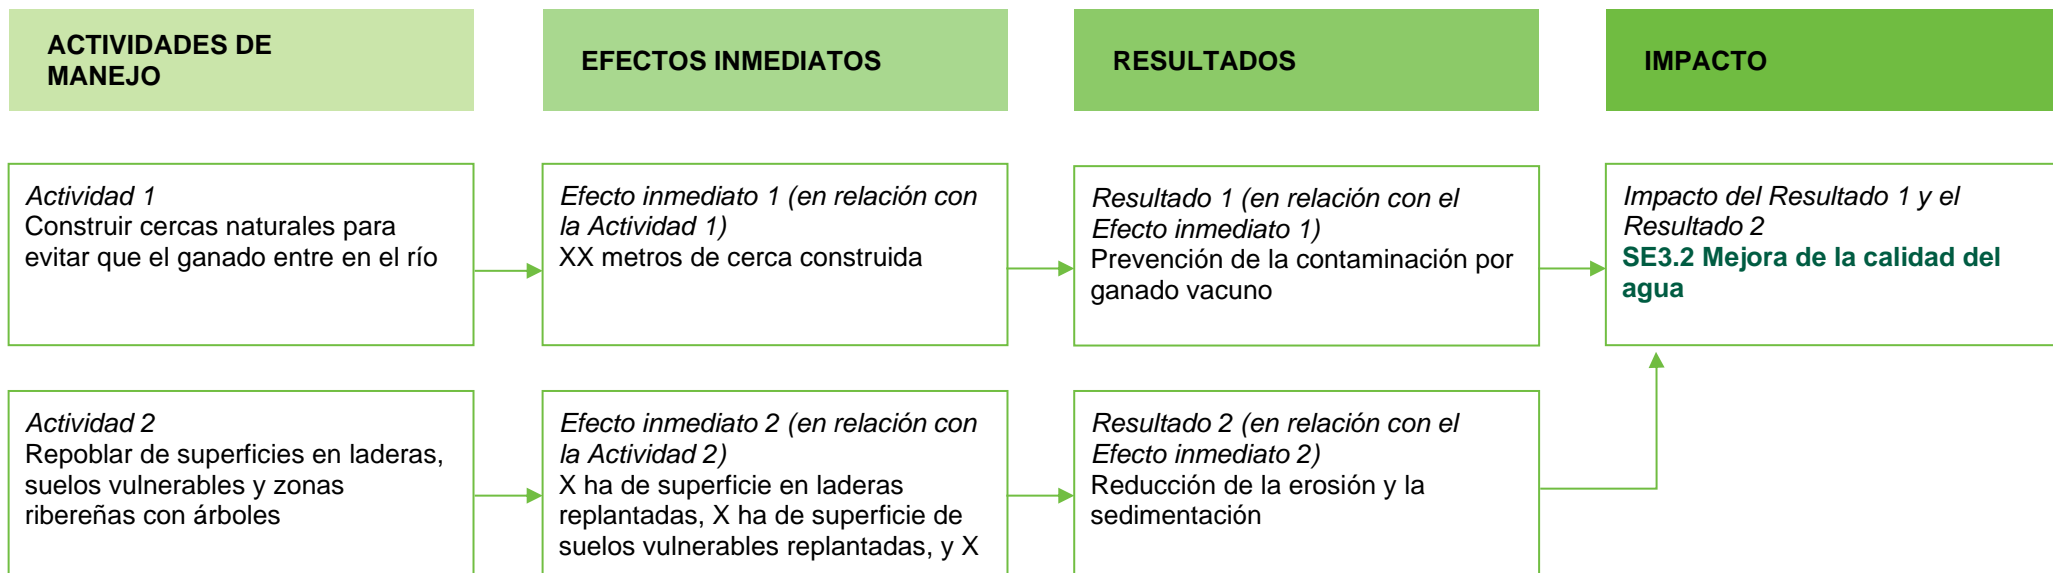 ACTIVIDADES DE
MANEJO
EFECTOS INMEDIATOS
RESULTADOS
IMPACTO
Actividad 1
Construir cercas naturales para
evitar que el ganado entre en el río
Efecto inmediato 1 (en relación con
la Actividad 1)
XX metros de cerca construida
Resultado 1 (en relación con el
Efecto inmediato 1)
Prevención de la contaminación por
ganado vacuno
Impacto del Resultado 1 y el
Resultado 2
SE3.2 Mejora de la calidad del
agua
Actividad 2
Repoblar de superficies en laderas,
suelos vulnerables y zonas
ribereñas con árboles
Efecto inmediato 2 (en relación con
la Actividad 2)
X ha de superficie en laderas
replantadas, X ha de superficie de
suelos vulnerables replantadas, y X
Resultado 2 (en relación con el
Efecto inmediato 2)
Reducción de la erosión y la
sedimentación